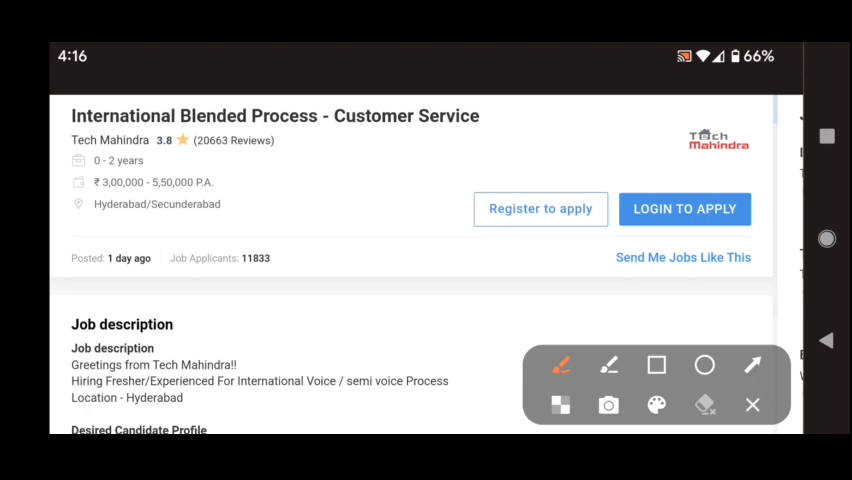 4:16
66%
International Blended Process - Customer Service
Tech Mahindra 3.8 (20663 Reviews)
Tech
Mahindra
0 - 2 years
₹ 3,00,000 - 5,50,000 P.A.
Hyderabad/Secunderabad
Register to apply
LOGIN TO APPLY
Posted: 1 day ago
Job Applicants: 11833
Send Me Jobs Like This
Job description
Job description
Greetings from Tech Mahindra!!
Hiring Fresher/Experienced For International Voice / semi voice Process
Location - Hyderabad
Desired Candidate Profile